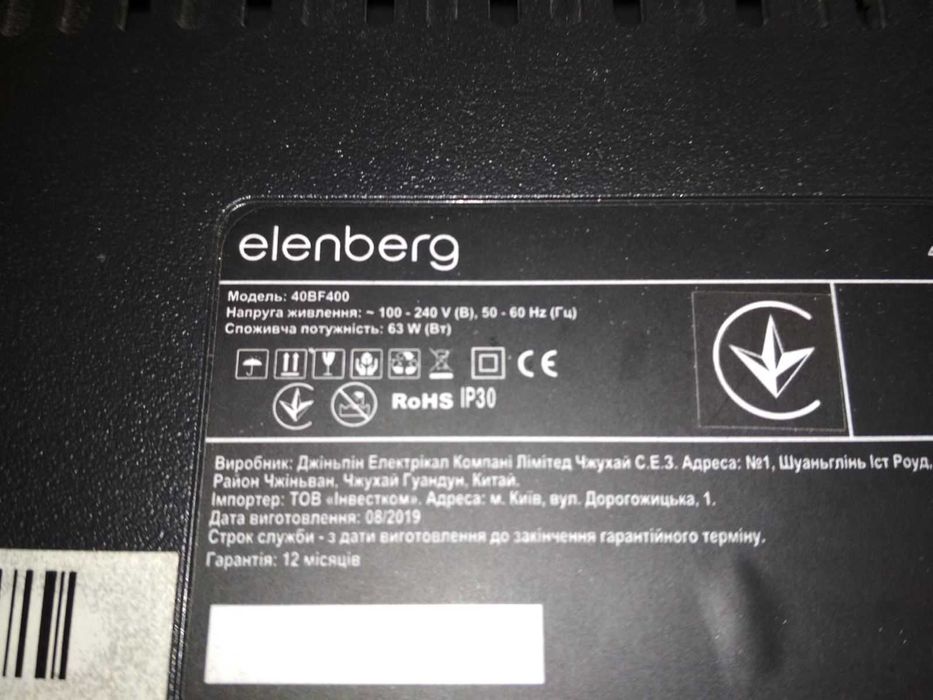 elenberg
Модель: 40BF400
Напруга живлення: ~ 100 - 240 V (В), 50 - 60 Hz (Гц)
Споживча потужність: 63 W (Вт)
CE
RoHS IP30
Виробник: Джіньпін Електрікал Компані Лімітед Чжухай С.Е.З. Адреса: №1, Шуаньглінь Іст Роуд,
Район Чжіньван, Чжухай Гуандун, Китай.
Імпортер: ТОВ «Інвестком». Адреса: м. Київ, вул. Дорогожицька, 1.
Дата виготовлення: 08/2019
Строк служби - з дати виготовлення до закінчення гарантійного терміну.
Гарантія: 12 місяців